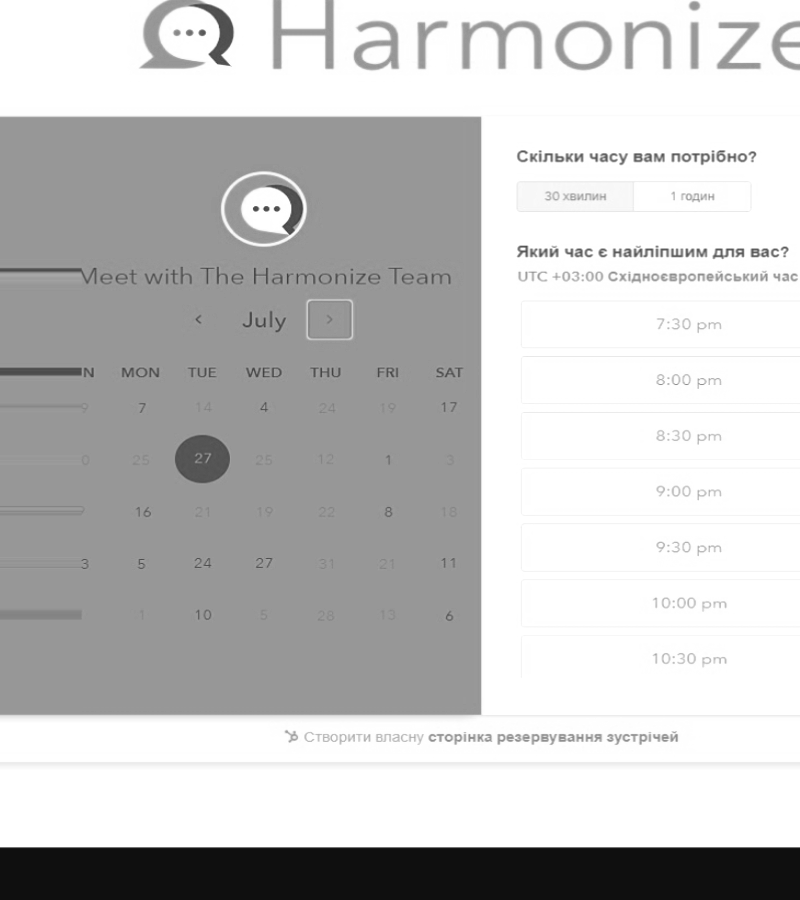 Harmonize
Meet with The Harmonize Team
July
N MON TUE WED THU FRI SAT
9 7 14 4 24 19 17
0 25 27 25 12 1 3
16 21 19 22 8 18
3 5 24 27 31 21 11
1 10 5 28 13 6
Скільки часу вам потрібно?
30 хвилин 1 годин
Який час є найліпшим для вас?
UTC +03:00 Східноєвропейський час
7:30 pm
8:00 pm
8:30 pm
9:00 pm
9:30 pm
10:00 pm
10:30 pm
Створити власну сторінка резервування зустрічей